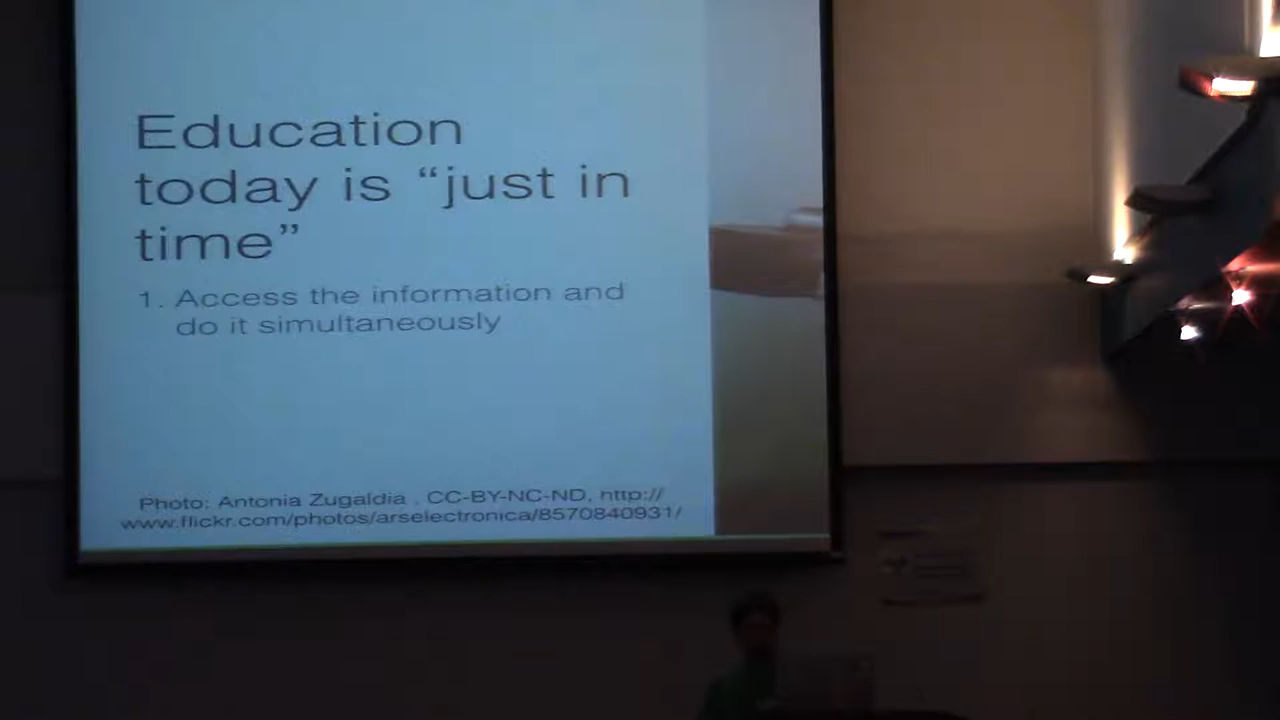 Education
today is “just in
time”
1. Access the information and
do it simultaneously
Photo: Antonia Zugaldia . CC-BY-NC-ND, http://
www.flickr.com/photos/arselectronica/8570840931/